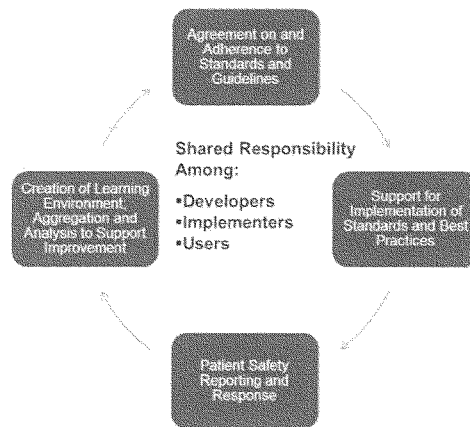 Agreement on and
Adherence to
Standards and
Guidelines
Shared Responsibility
Among:
▪Developers
▪Implementers
▪Users
Creation of Learning
Environment,
Aggregation and
Analysis to Support
Improvement
Support for
Implementation of
Standards and Best
Practices
Patient Safety
Reporting and
Response